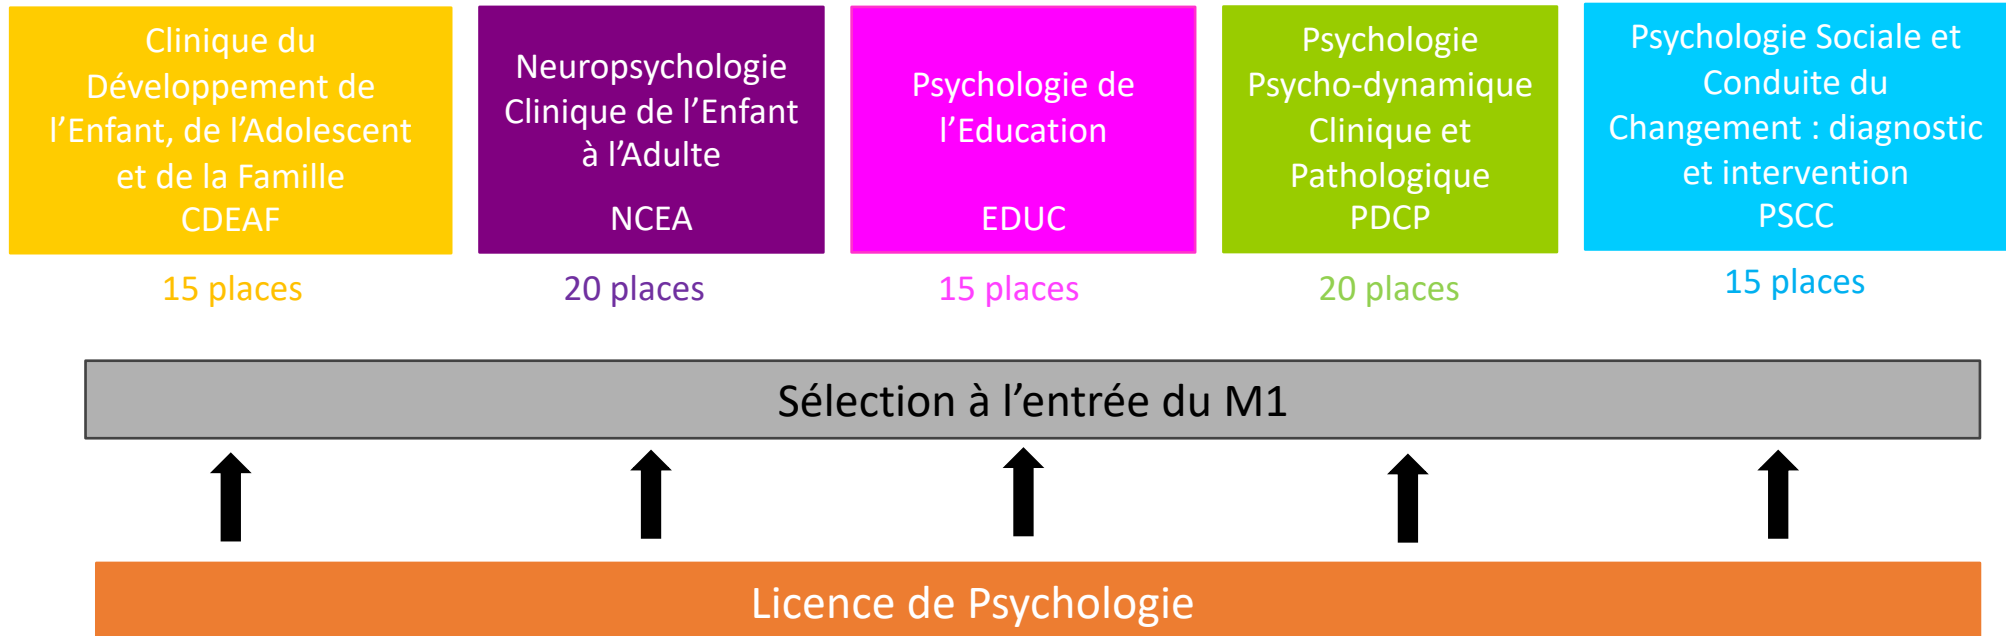 Clinique du
Développement de
l’Enfant, de l’Adolescent
et de la Famille
CDEAF
Neuropsychologie
Clinique de l’Enfant
à l’Adulte
NCEA
Psychologie de
l’Education
EDUC
Psychologie
Psycho-dynamique
Clinique et
Pathologique
PDCP
Psychologie Sociale et
Conduite du
Changement : diagnostic
et intervention
PSCC
15 places
20 places
15 places
20 places
15 places
Sélection à l’entrée du M1
Licence de Psychologie